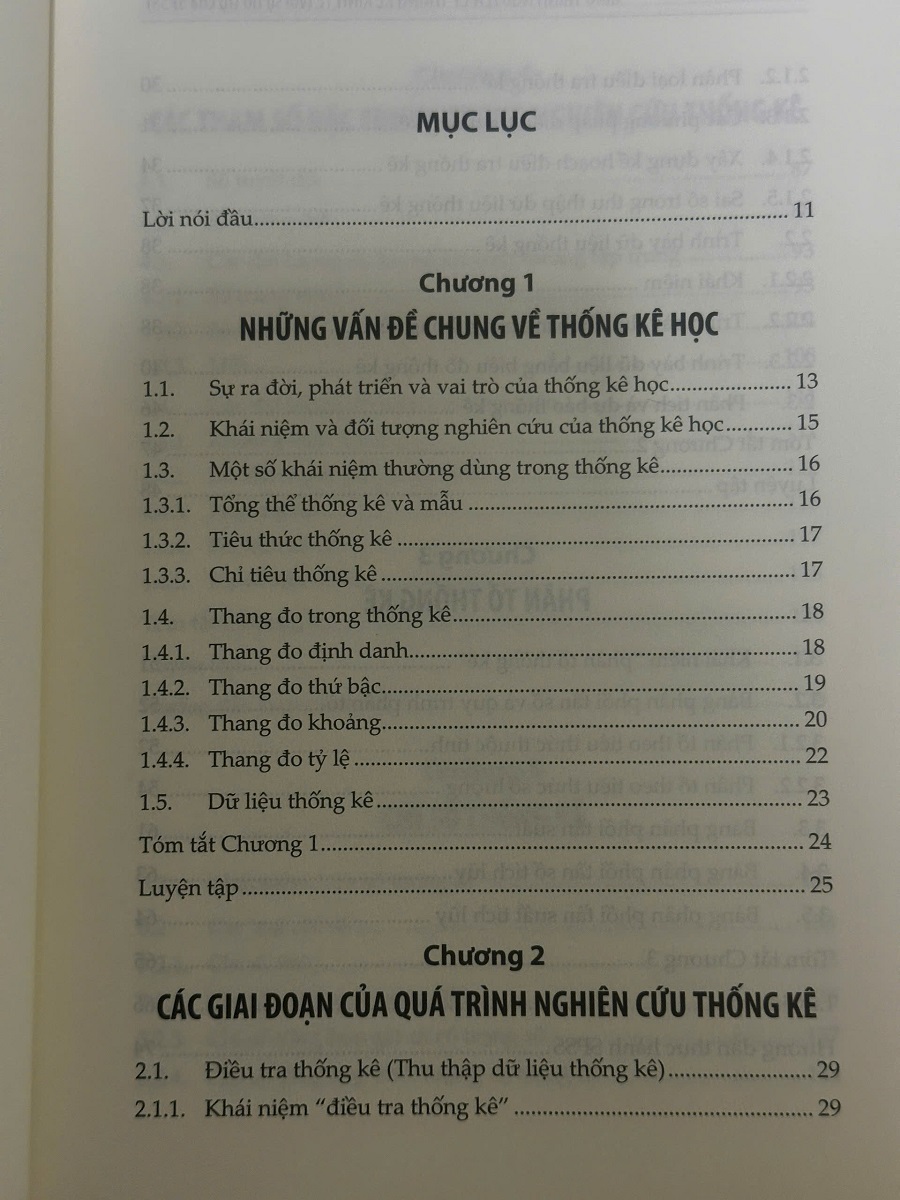 MỤC LỤC
Lời nói đầu.......... 11
Chương 1
NHỮNG VẤN ĐỀ CHUNG VỀ THỐNG KÊ HỌC
1.1. Sự ra đời, phát triển và vai trò của thống kê học.......... 13
1.2. Khái niệm và đối tượng nghiên cứu của thống kê học.......... 15
1.3. Một số khái niệm thường dùng trong thống kê.......... 16
1.3.1. Tổng thể thống kê và mẫu .......... 16
1.3.2. Tiêu thức thống kê .......... 17
1.3.3. Chỉ tiêu thống kê .......... 17
1.4. Thang đo trong thống kê.......... 18
1.4.1. Thang đo định danh.......... 18
1.4.2. Thang đo thứ bậc.......... 19
1.4.3. Thang đo khoảng.......... 20
1.4.4. Thang đo tỷ lệ .......... 22
1.5. Dữ liệu thống kê .......... 23
Tóm tắt Chương 1.......... 24
Luyện tập .......... 25
Chương 2
CÁC GIAI ĐOẠN CỦA QUÁ TRÌNH NGHIÊN CỨU THỐNG KÊ
2.1. Điều tra thống kê (Thu thập dữ liệu thống kê).......... 29
2.1.1. Khái niệm “điều tra thống kê” .......... 29